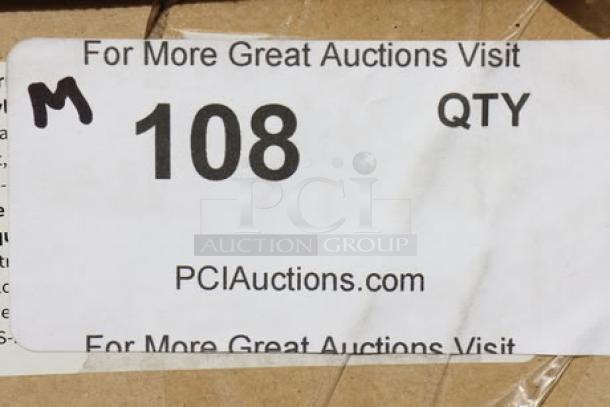 For More Great Auctions Visit
M
108
QTY
PCI
AUCTION GROUP
PCIAuctions.com
For More Great Auctions Visit